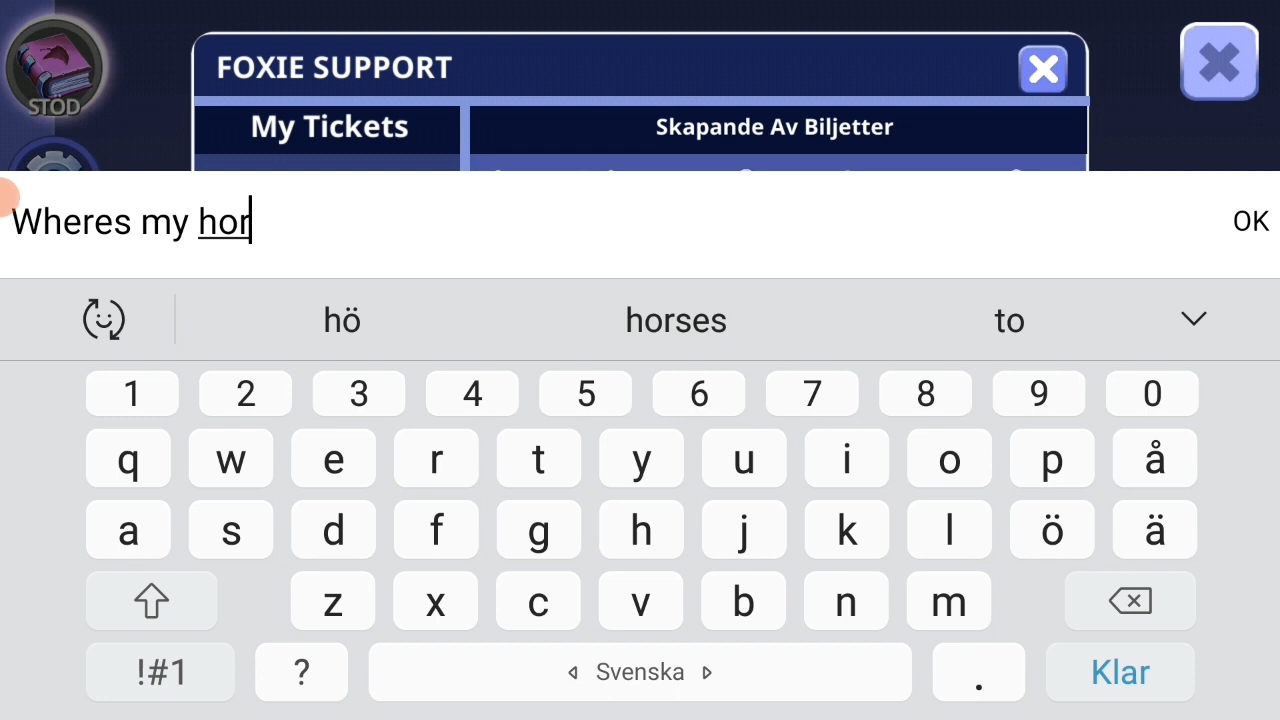 STÖD
FOXIE SUPPORT
My Tickets
Skapande Av Biljetter
Wheres my hor
OK
hö
horses
to
1 2 3 4 5 6 7 8 9 0
q w e r t y u i o p å
a s d f g h j k l ö ä
z x c v b n m
!#1 ? Svenska . Klar